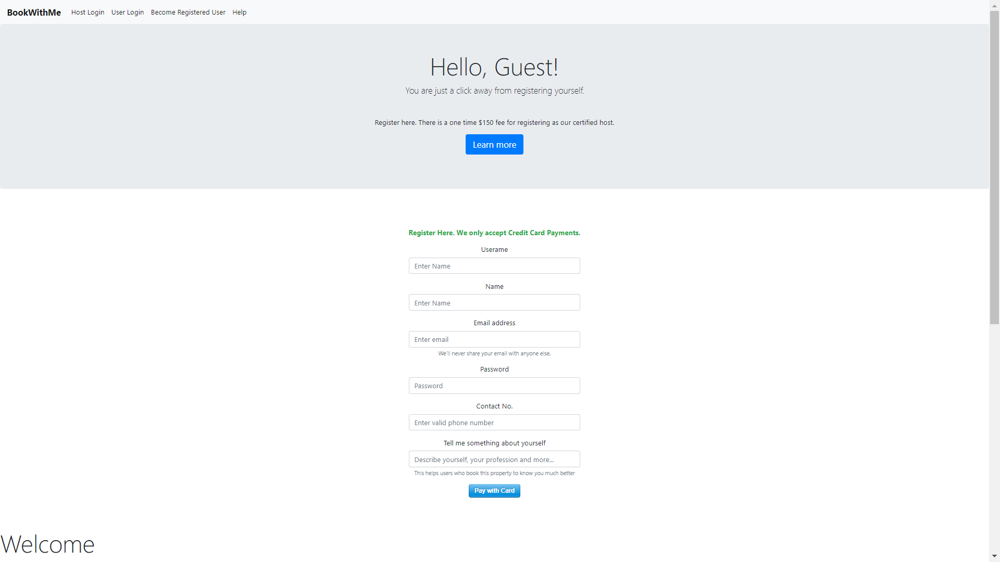 BookWithMe Host Login User Login Become Registered User Help
Hello, Guest!
You are just a click away from registering yourself.
Register here. There is a one time $150 fee for registering as our certified host.
Learn more
Register Here. We only accept Credit Card Payments.
Userame
Enter Name
Name
Enter Name
Email address
Enter email
We'll never share your email with anyone else.
Password
Password
Contact No.
Enter valid phone number
Tell me something about yourself
Describe yourself, your profession and more...
This helps users who book this property to know you much better
Pay with Card
Welcome